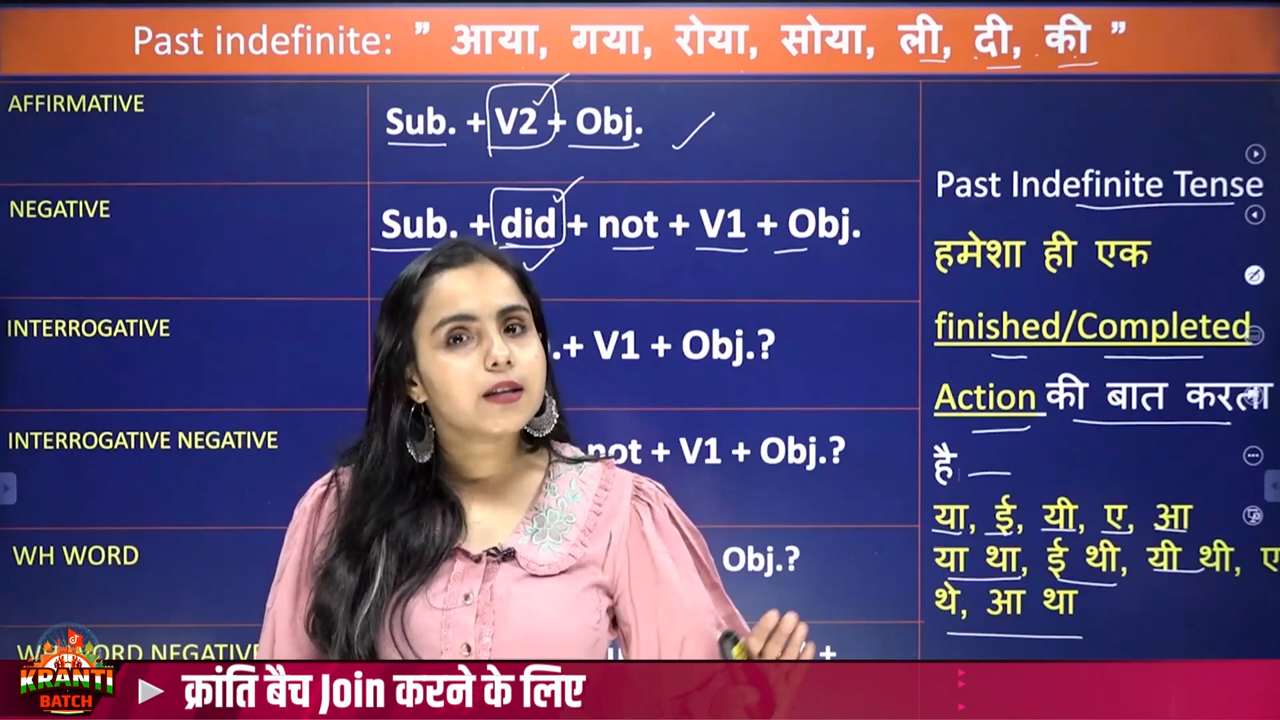 Past indefinite: ” आया, गया, रोया, सोया, ली, दी, की ”
AFFIRMATIVE
Sub. + V2 + Obj.
NEGATIVE
Sub. + did + not + V1 + Obj.
INTERROGATIVE
.+ V1 + Obj.?
INTERROGATIVE NEGATIVE
not + V1 + Obj.?
WH WORD
Obj.?
NEGATIVE
+
Past Indefinite Tense
हमेशा ही एक
finished/Completed
Action की बात करता
है
या, ई, यी, ए, आ
या था, ई थी, यी थी, ए
थे, आ था
KRANTI
BATCH
क्रांति बैच Join करने के लिए